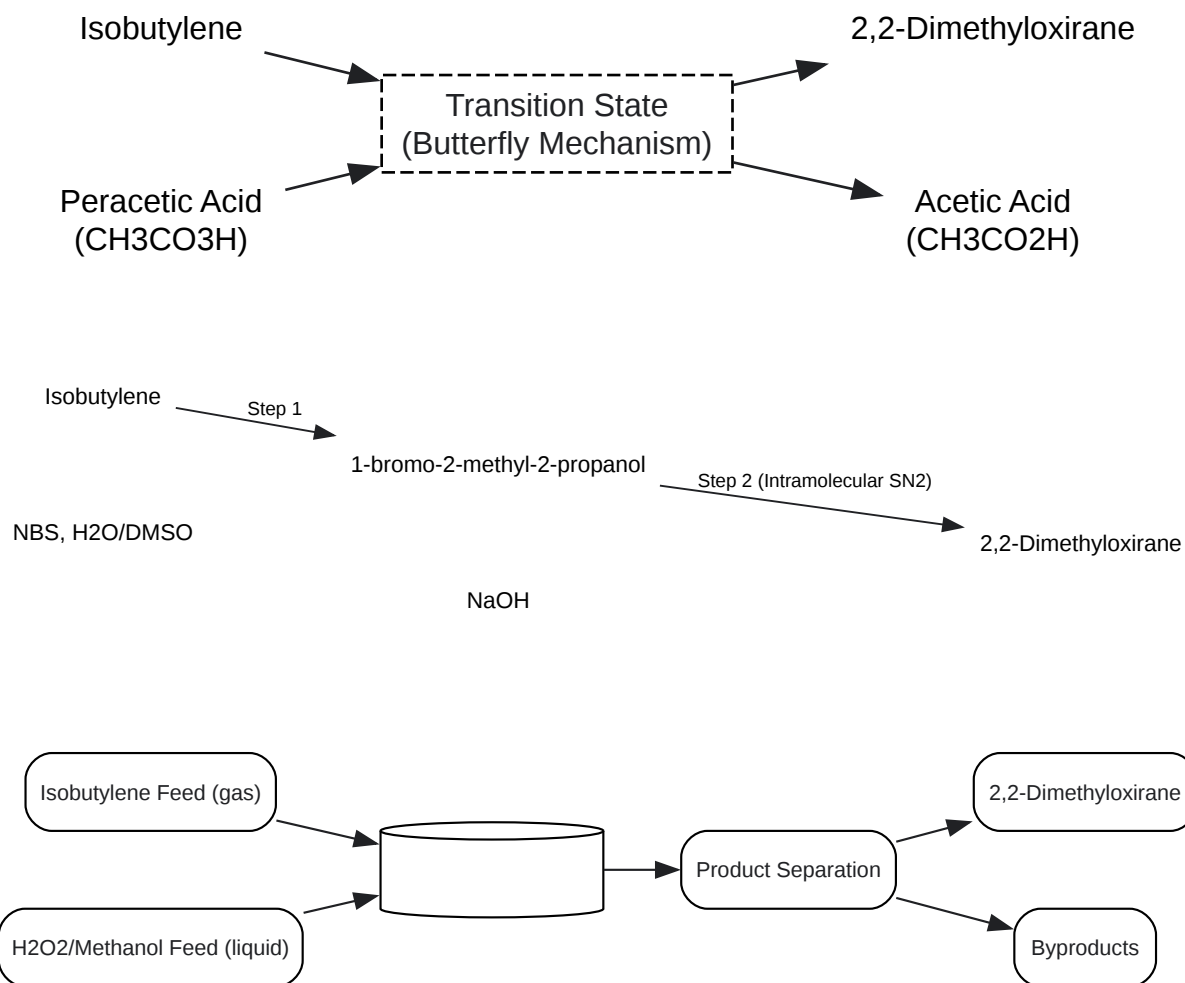 Isobutylene
2,2-Dimethyloxirane
Transition State
(Butterfly Mechanism)
Peracetic Acid
(CH3CO3H)
Acetic Acid
(CH3CO2H)
Isobutylene
Step 1
1-bromo-2-methyl-2-propanol
Step 2 (Intramolecular SN2)
NBS, H2O/DMSO
2,2-Dimethyloxirane
NaOH
Isobutylene Feed (gas)
2,2-Dimethyloxirane
Product Separation
H2O2/Methanol Feed (liquid)
Byproducts